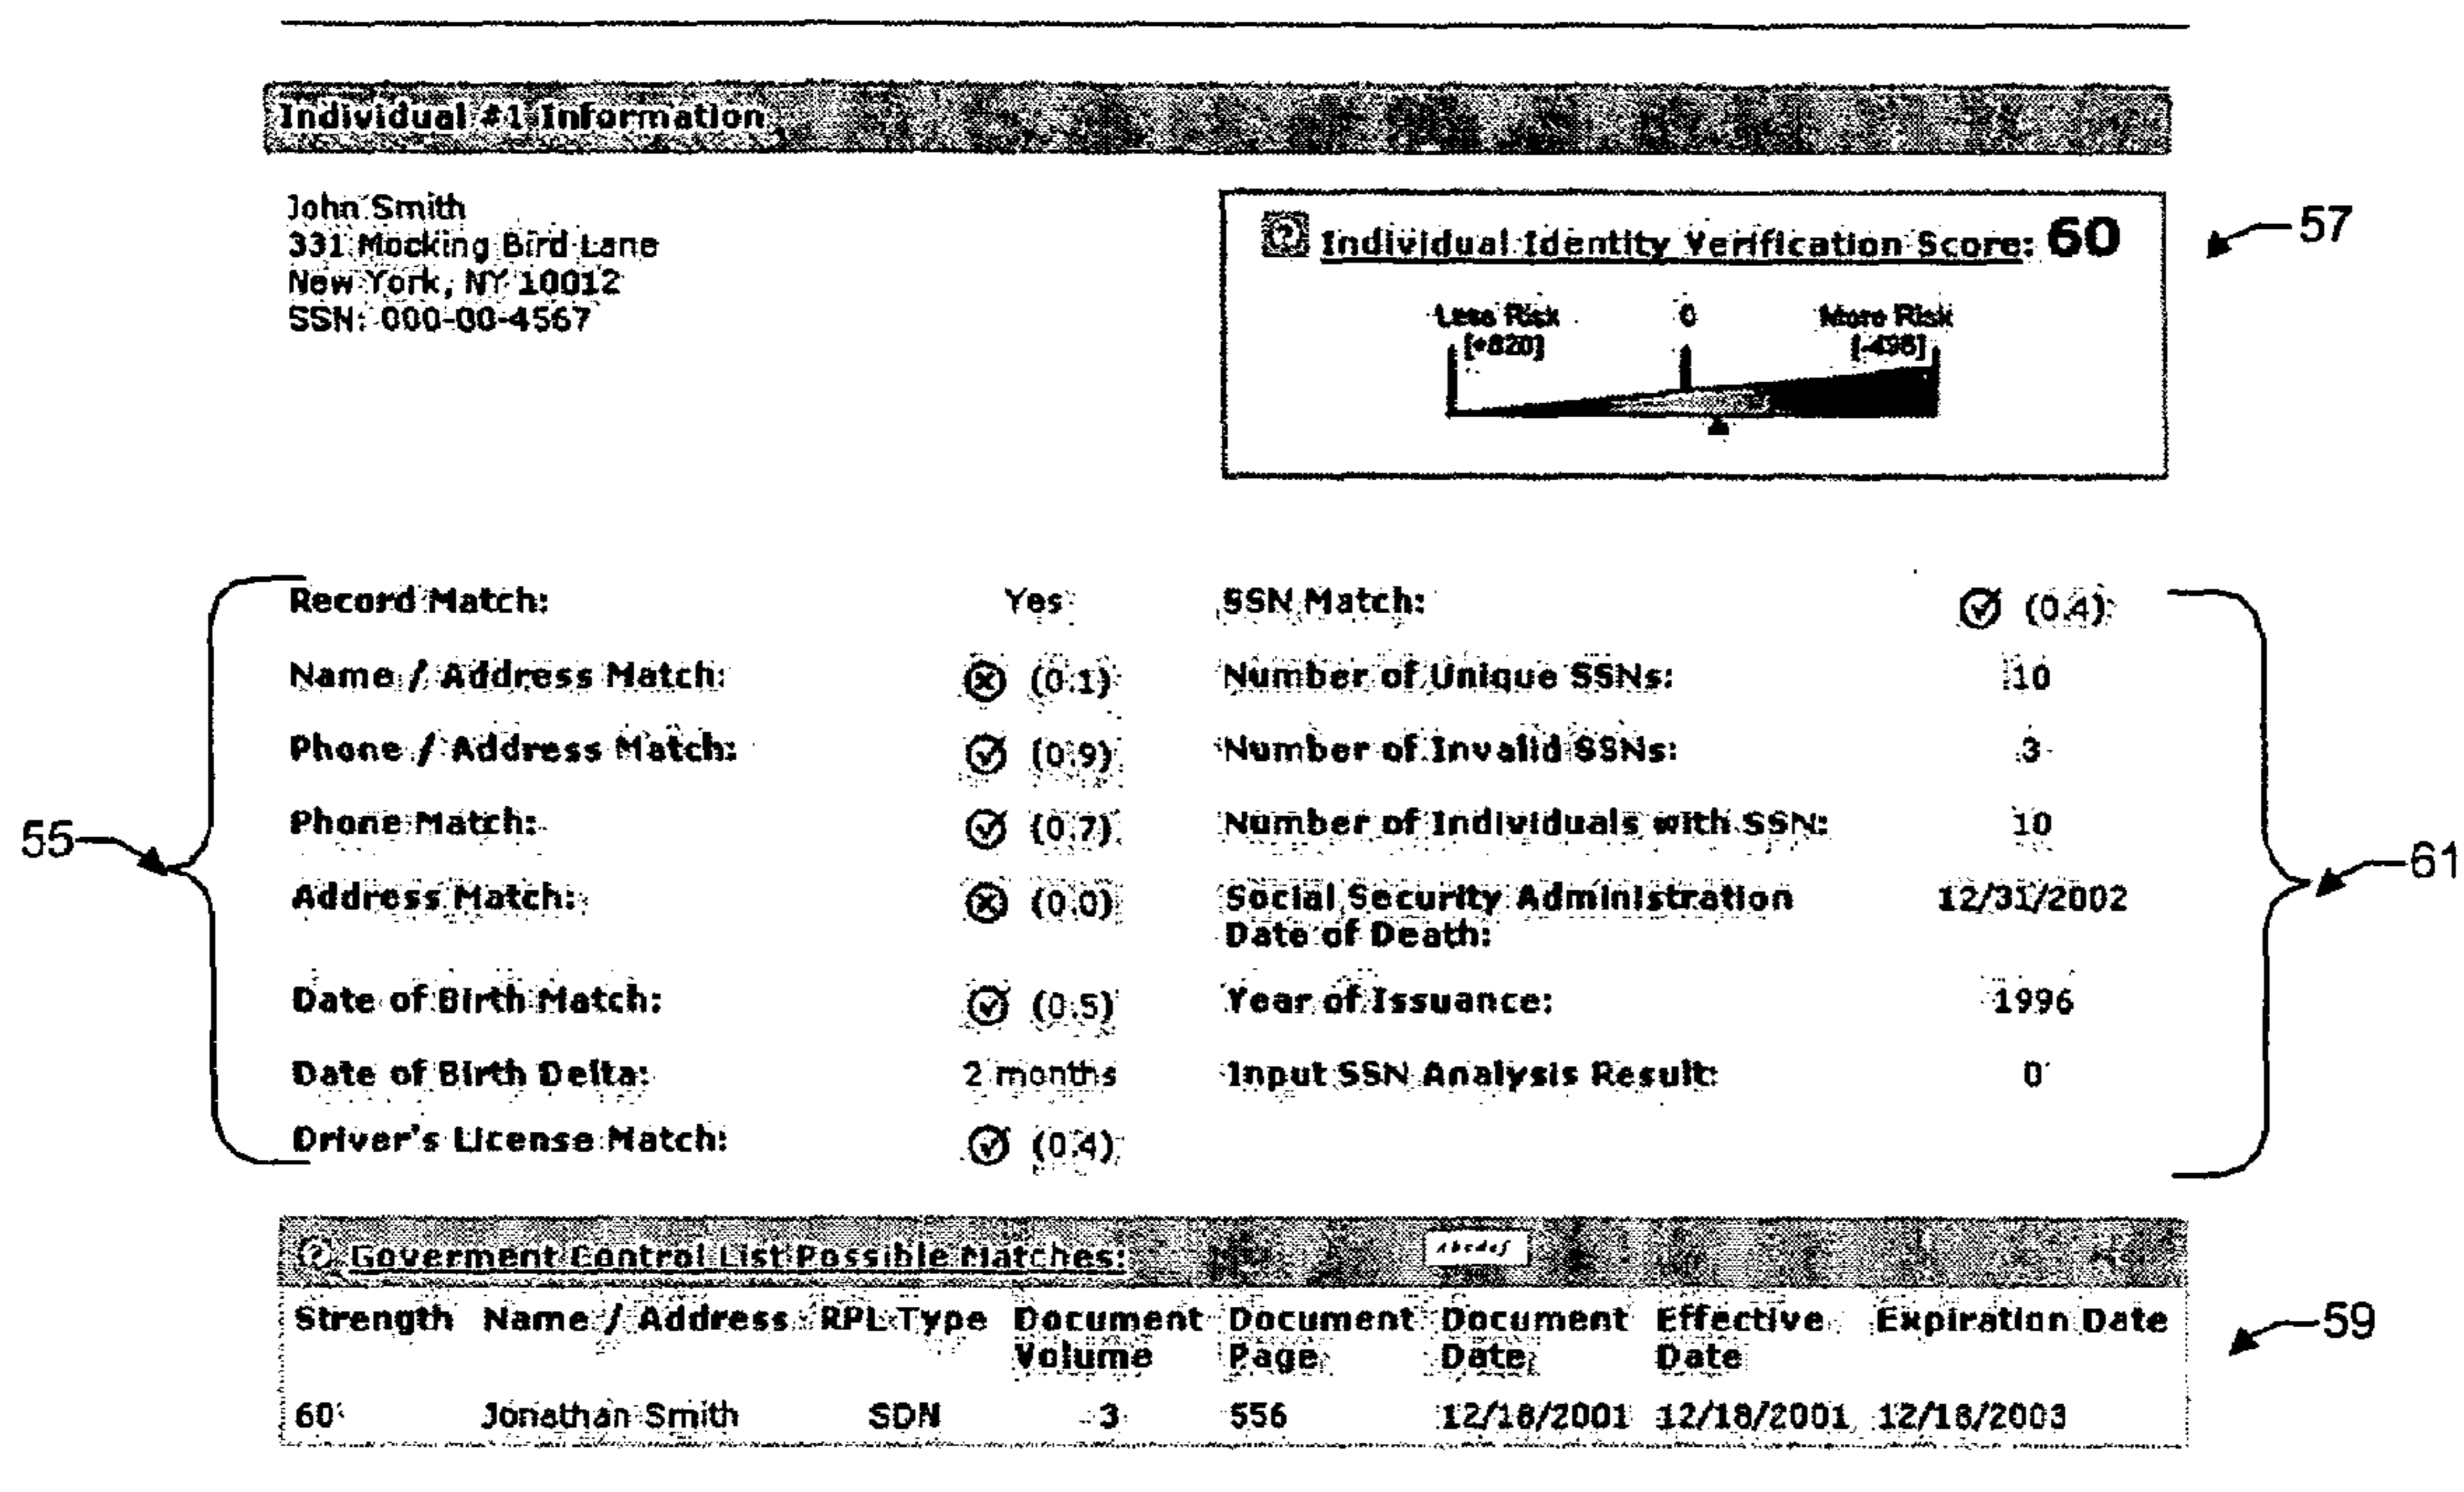 Individual #1 Information
John Smith
331 Mocking Bird Lane
New York, NY 10012
SSN: 000-00-4567
Individual Identity Verification Score: 60
57
Less Risk 0 More Risk
[+820] [-498]
Record Match: Yes
Name / Address Match: (0.1)
Phone / Address Match: (0.9)
Phone Match: (0.7)
Address Match: (0.0)
Date of Birth Match: (0.5)
Date of Birth Delta: 2 months
Driver's License Match: (0.4)
55
SSN Match: (0.4)
Number of Unique SSNs: 10
Number of Invalid SSNs: 3
Number of Individuals with SSN: 10
Social Security Administration 12/31/2002
Date of Death:
Year of Issuance: 1996
Input SSN Analysis Result: 0
61
? Goverment Control List Possible Matches: Abcdef
Strength Name / Address RPL Type Document Document Document Effective Expiration Date
Volume Page Date Date
60 Jonathan Smith SDN 3 556 12/18/2001 12/18/2001 12/18/2003
59